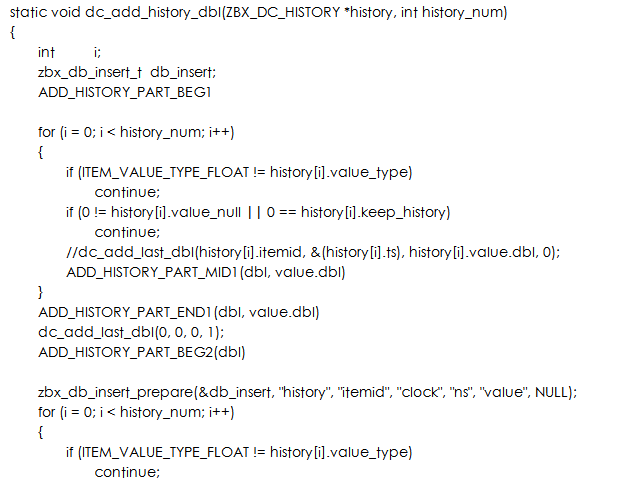 static void dc_add_history_dbl(ZBX_DC_HISTORY *history, int history_num)
{
int i;
zbx_db_insert_t db_insert;
ADD_HISTORY_PART_BEG1
for (i = 0; i < history_num; i++)
{
if (ITEM_VALUE_TYPE_FLOAT != history[i].value_type)
continue;
if (0 != history[i].value_null || 0 == history[i].keep_history)
continue;
//dc_add_last_dbl(history[i].itemid, &(history[i].ts), history[i].value.dbl, 0);
ADD_HISTORY_PART_MID1(dbl, value.dbl)
}
ADD_HISTORY_PART_END1(dbl, value.dbl)
dc_add_last_dbl(0, 0, 0, 1);
ADD_HISTORY_PART_BEG2(dbl)
zbx_db_insert_prepare(&db_insert, "history", "itemid", "clock", "ns", "value", NULL);
for (i = 0; i < history_num; i++)
{
if (ITEM_VALUE_TYPE_FLOAT != history[i].value_type)
continue;